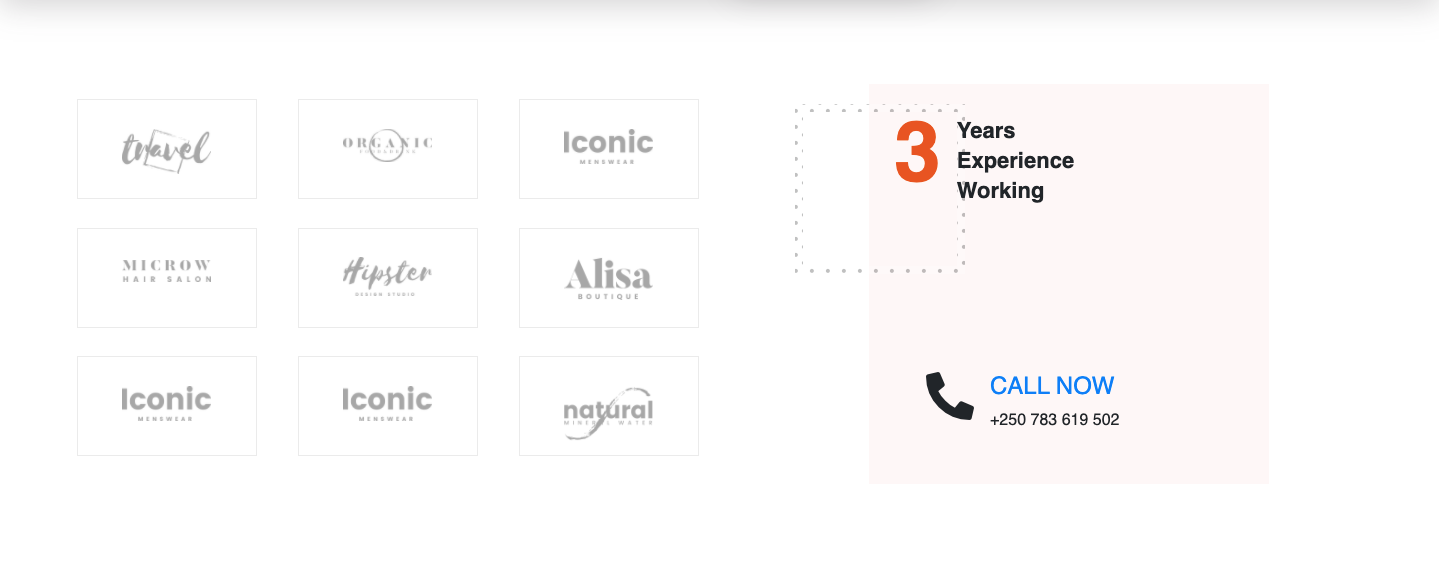 travel
ORGANIC
Iconic
MENSWEAR
MICROW
HAIR SALON
Hipster
DESIGN STUDIO
Alisa
BOUTIQUE
Iconic
MENSWEAR
Iconic
MENSWEAR
natural
MINERAL WATER
3
Years
Experience
Working
CALL NOW
+250 783 619 502